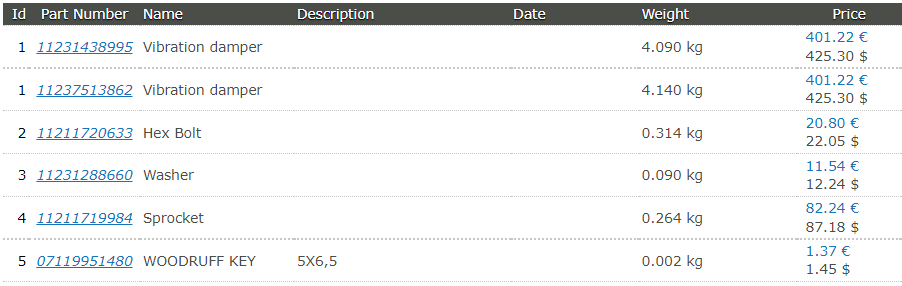 Id Part Number Name Description Date Weight Price
1 11231438995 Vibration damper 4.090 kg 401.22 €
425.30 $
1 11237513862 Vibration damper 4.140 kg 401.22 €
425.30 $
2 11211720633 Hex Bolt 0.314 kg 20.80 €
22.05 $
3 11231288660 Washer 0.090 kg 11.54 €
12.24 $
4 11211719984 Sprocket 0.264 kg 82.24 €
87.18 $
5 07119951480 WOODRUFF KEY 5X6,5 0.002 kg 1.37 €
1.45 $